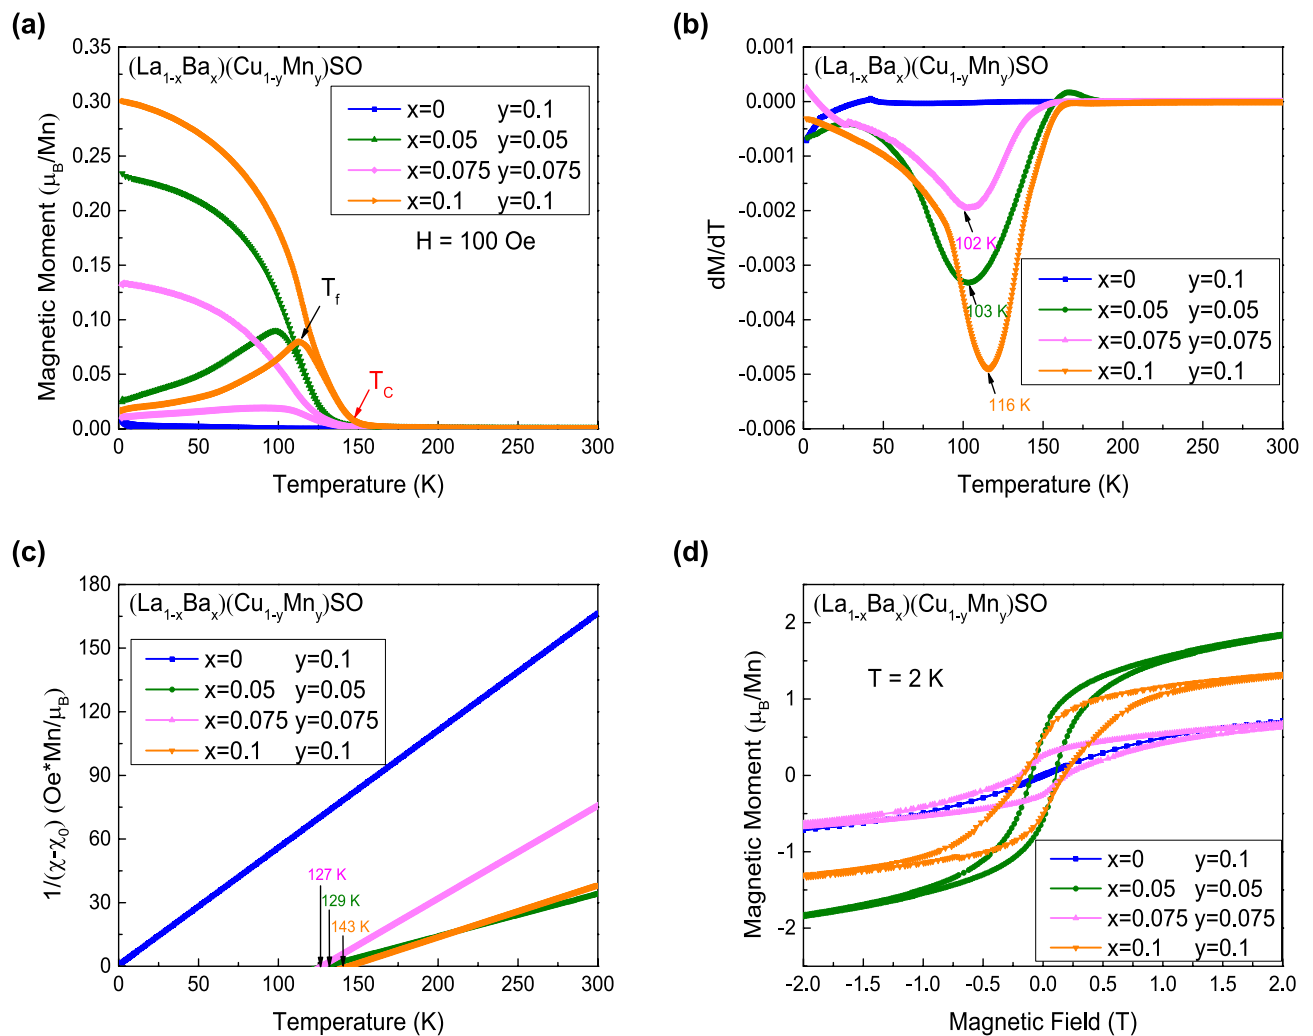 (a)
0.35
0.30
0.25
0.20
0.15
0.10
0.05
0.00
Magnetic Moment (μB/Mn)
(La1-xBax)(Cu1-yMny)SO
x=0 y=0.1
x=0.05 y=0.05
x=0.075 y=0.075
x=0.1 y=0.1
H = 100 Oe
Tf
TC
0 50 100 150 200 250 300
Temperature (K)
(b)
0.001
0.000
-0.001
-0.002
-0.003
-0.004
-0.005
-0.006
dM/dT
(La1-xBax)(Cu1-yMny)SO
102 K
103 K
116 K
x=0 y=0.1
x=0.05 y=0.05
x=0.075 y=0.075
x=0.1 y=0.1
0 50 100 150 200 250 300
Temperature (K)
(c)
180
150
120
90
60
30
0
1/(χ-χ0) (Oe*Mn/μB)
(La1-xBax)(Cu1-yMny)SO
x=0 y=0.1
x=0.05 y=0.05
x=0.075 y=0.075
x=0.1 y=0.1
127 K
129 K
143 K
0 50 100 150 200 250 300
Temperature (K)
(d)
2
1
0
-1
-2
Magnetic Moment (μB/Mn)
(La1-xBax)(Cu1-yMny)SO
T = 2 K
x=0 y=0.1
x=0.05 y=0.05
x=0.075 y=0.075
x=0.1 y=0.1
-2.0 -1.5 -1.0 -0.5 0.0 0.5 1.0 1.5 2.0
Magnetic Field (T)